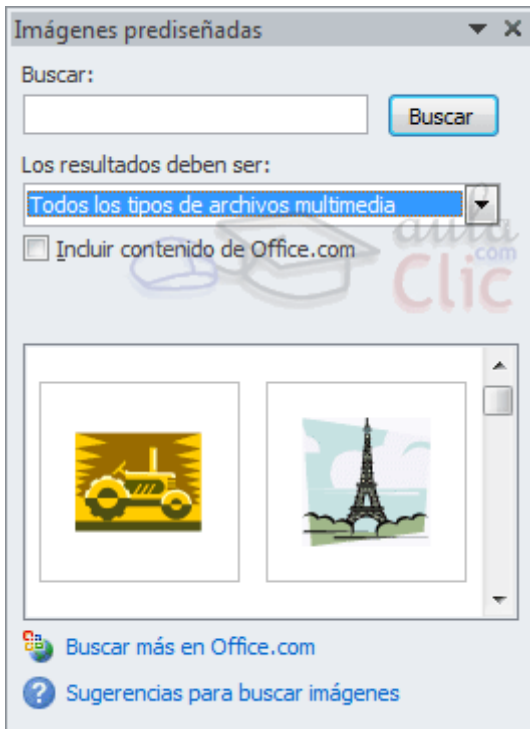 Imágenes prediseñadas
Buscar:
Buscar
Los resultados deben ser:
Todos los tipos de archivos multimedia
Incluir contenido de Office.com
aula
.com
Clic
Buscar más en Office.com
Sugerencias para buscar imágenes